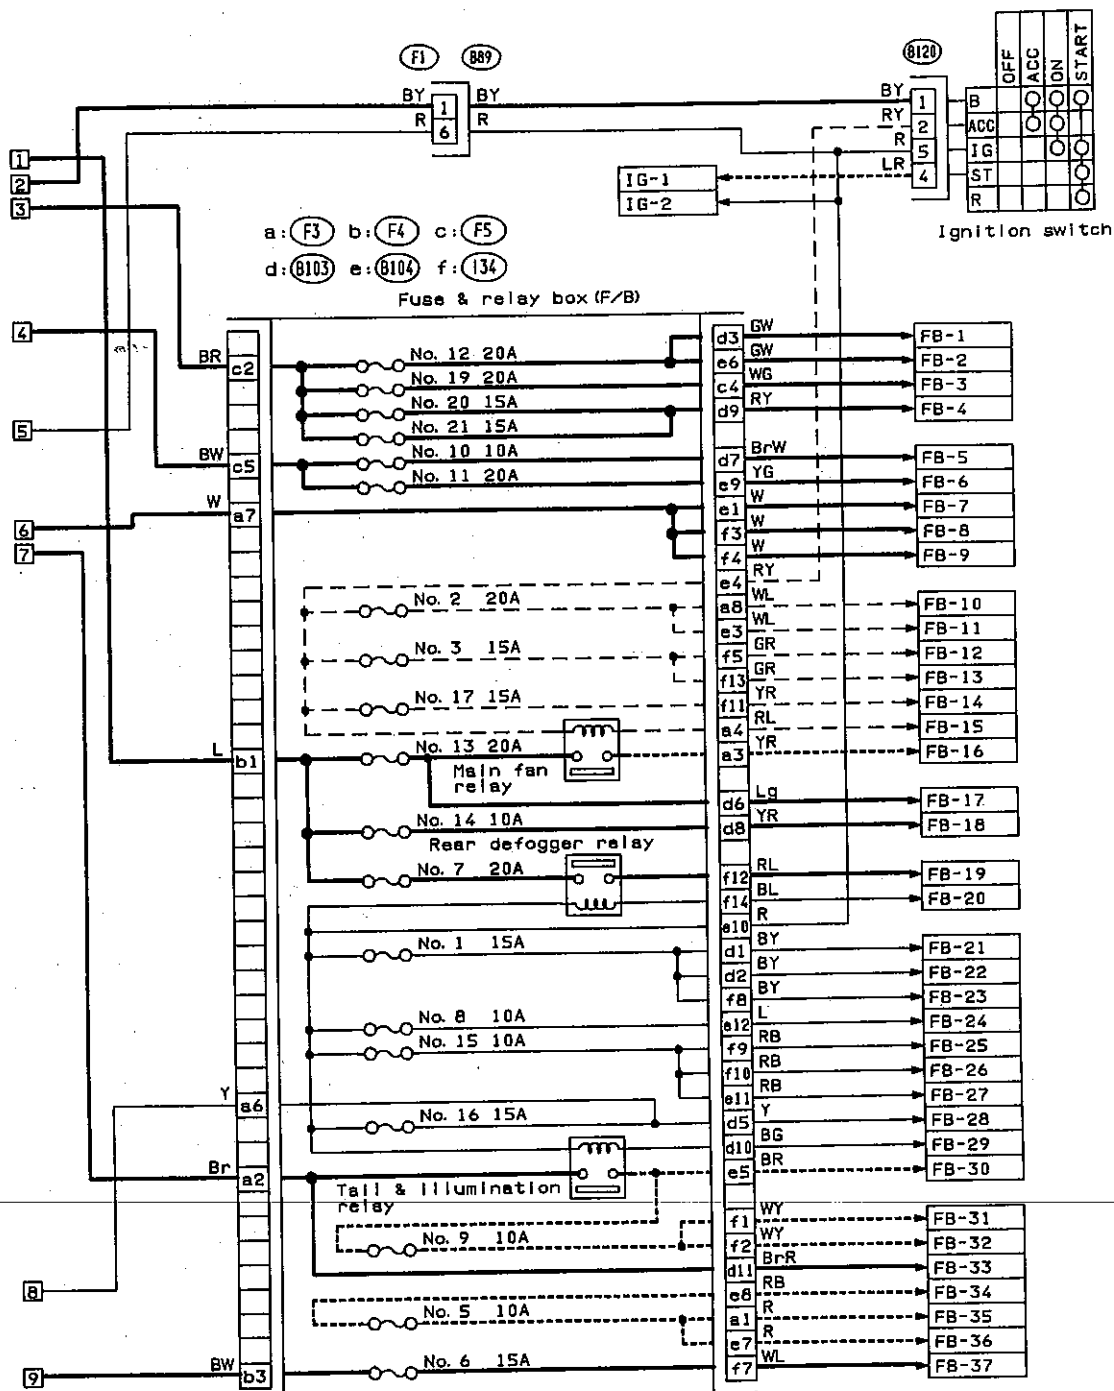 F1 B89 B120
OFF ACC ON START
BY 1 BY BY 1 B
R 6 R RY 2 ACC
R 5 IG
LR 4 ST
R
Ignition switch
IG-1
IG-2
1
2
3
4
5
6
7
8
9
a: F3 b: F4 c: F5
d: B103 e: B104 f: i34
Fuse & relay box (F/B)
BR c2
BW c5
W a7
L b1
Y a6
Br a2
BW b3
No. 12 20A
No. 19 20A
No. 20 15A
No. 21 15A
No. 10 10A
No. 11 20A
No. 2 20A
No. 3 15A
No. 17 15A
No. 13 20A
Main fan
relay
No. 14 10A
Rear defogger relay
No. 7 20A
No. 1 15A
No. 8 10A
No. 15 10A
No. 16 15A
Tail & illumination
relay
No. 9 10A
No. 5 10A
No. 6 15A
d3 GW FB-1
e6 GW FB-2
c4 WG FB-3
d9 RY FB-4
d7 BrW FB-5
e9 YG FB-6
e1 W FB-7
f3 W FB-8
f4 W FB-9
e4 RY
a8 WL FB-10
e3 WL FB-11
f5 GR FB-12
f13 GR FB-13
f11 YR FB-14
a4 RL FB-15
a3 YR FB-16
d6 Lg FB-17
d8 YR FB-18
f12 RL FB-19
f14 BL FB-20
e10 R
d1 BY FB-21
d2 BY FB-22
f8 BY FB-23
e12 L FB-24
f9 RB FB-25
f10 RB FB-26
e11 RB FB-27
d5 Y FB-28
d10 BG FB-29
e5 BR FB-30
f1 WY FB-31
f2 WY FB-32
d11 BrR FB-33
e8 RB FB-34
a1 R FB-35
e7 R FB-36
f7 WL FB-37